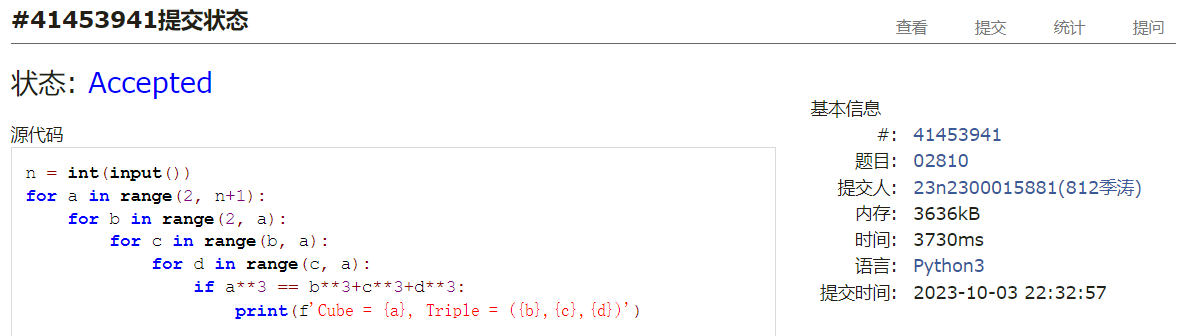 #41453941提交状态
查看 提交 统计 提问
状态: Accepted
源代码
n = int(input())
for a in range(2, n+1):
    for b in range(2, a):
        for c in range(b, a):
            for d in range(c, a):
                if a**3 == b**3+c**3+d**3:
                    print(f'Cube = {a}, Triple = ({b},{c},{d})')
基本信息
#: 41453941
题目: 02810
提交人: 23n2300015881(812季涛)
内存: 3636kB
时间: 3730ms
语言: Python3
提交时间: 2023-10-03 22:32:57